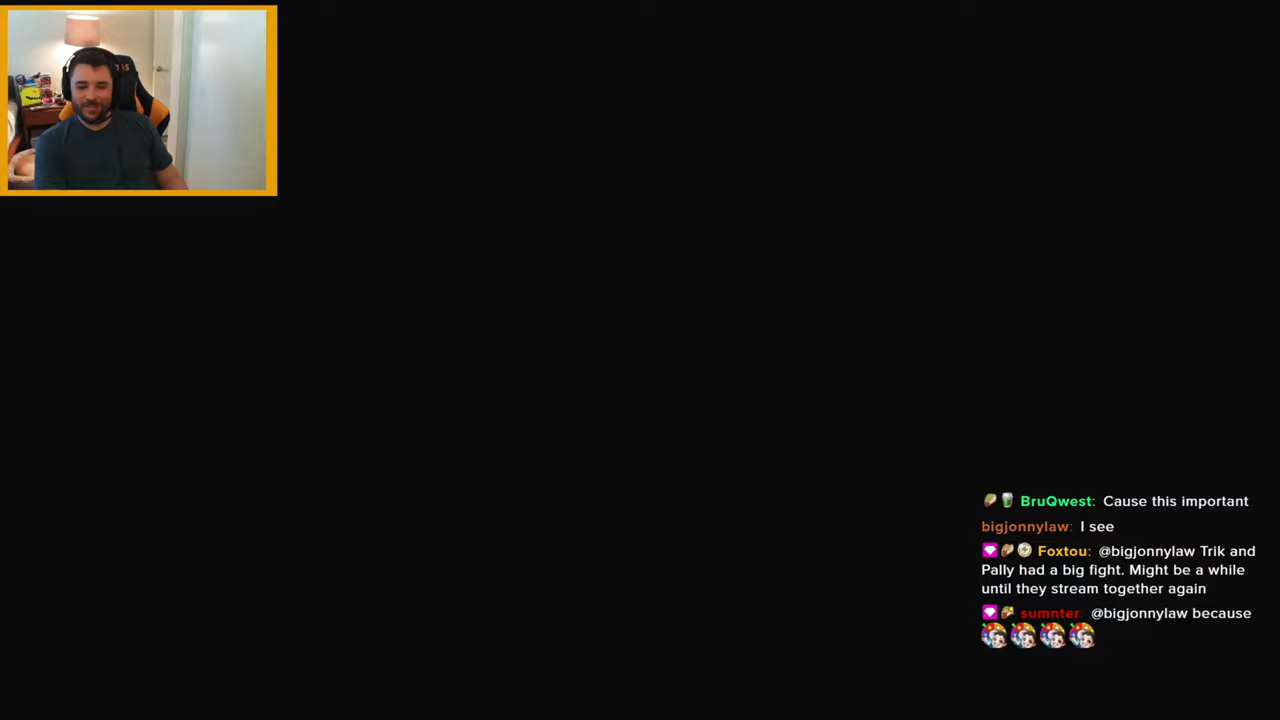 BruQwest: Cause this important
bigjonnylaw: I see
Foxtou: @bigjonnylaw Trik and
Pally had a big fight. Might be a while
until they stream together again
sumnter: @bigjonnylaw because